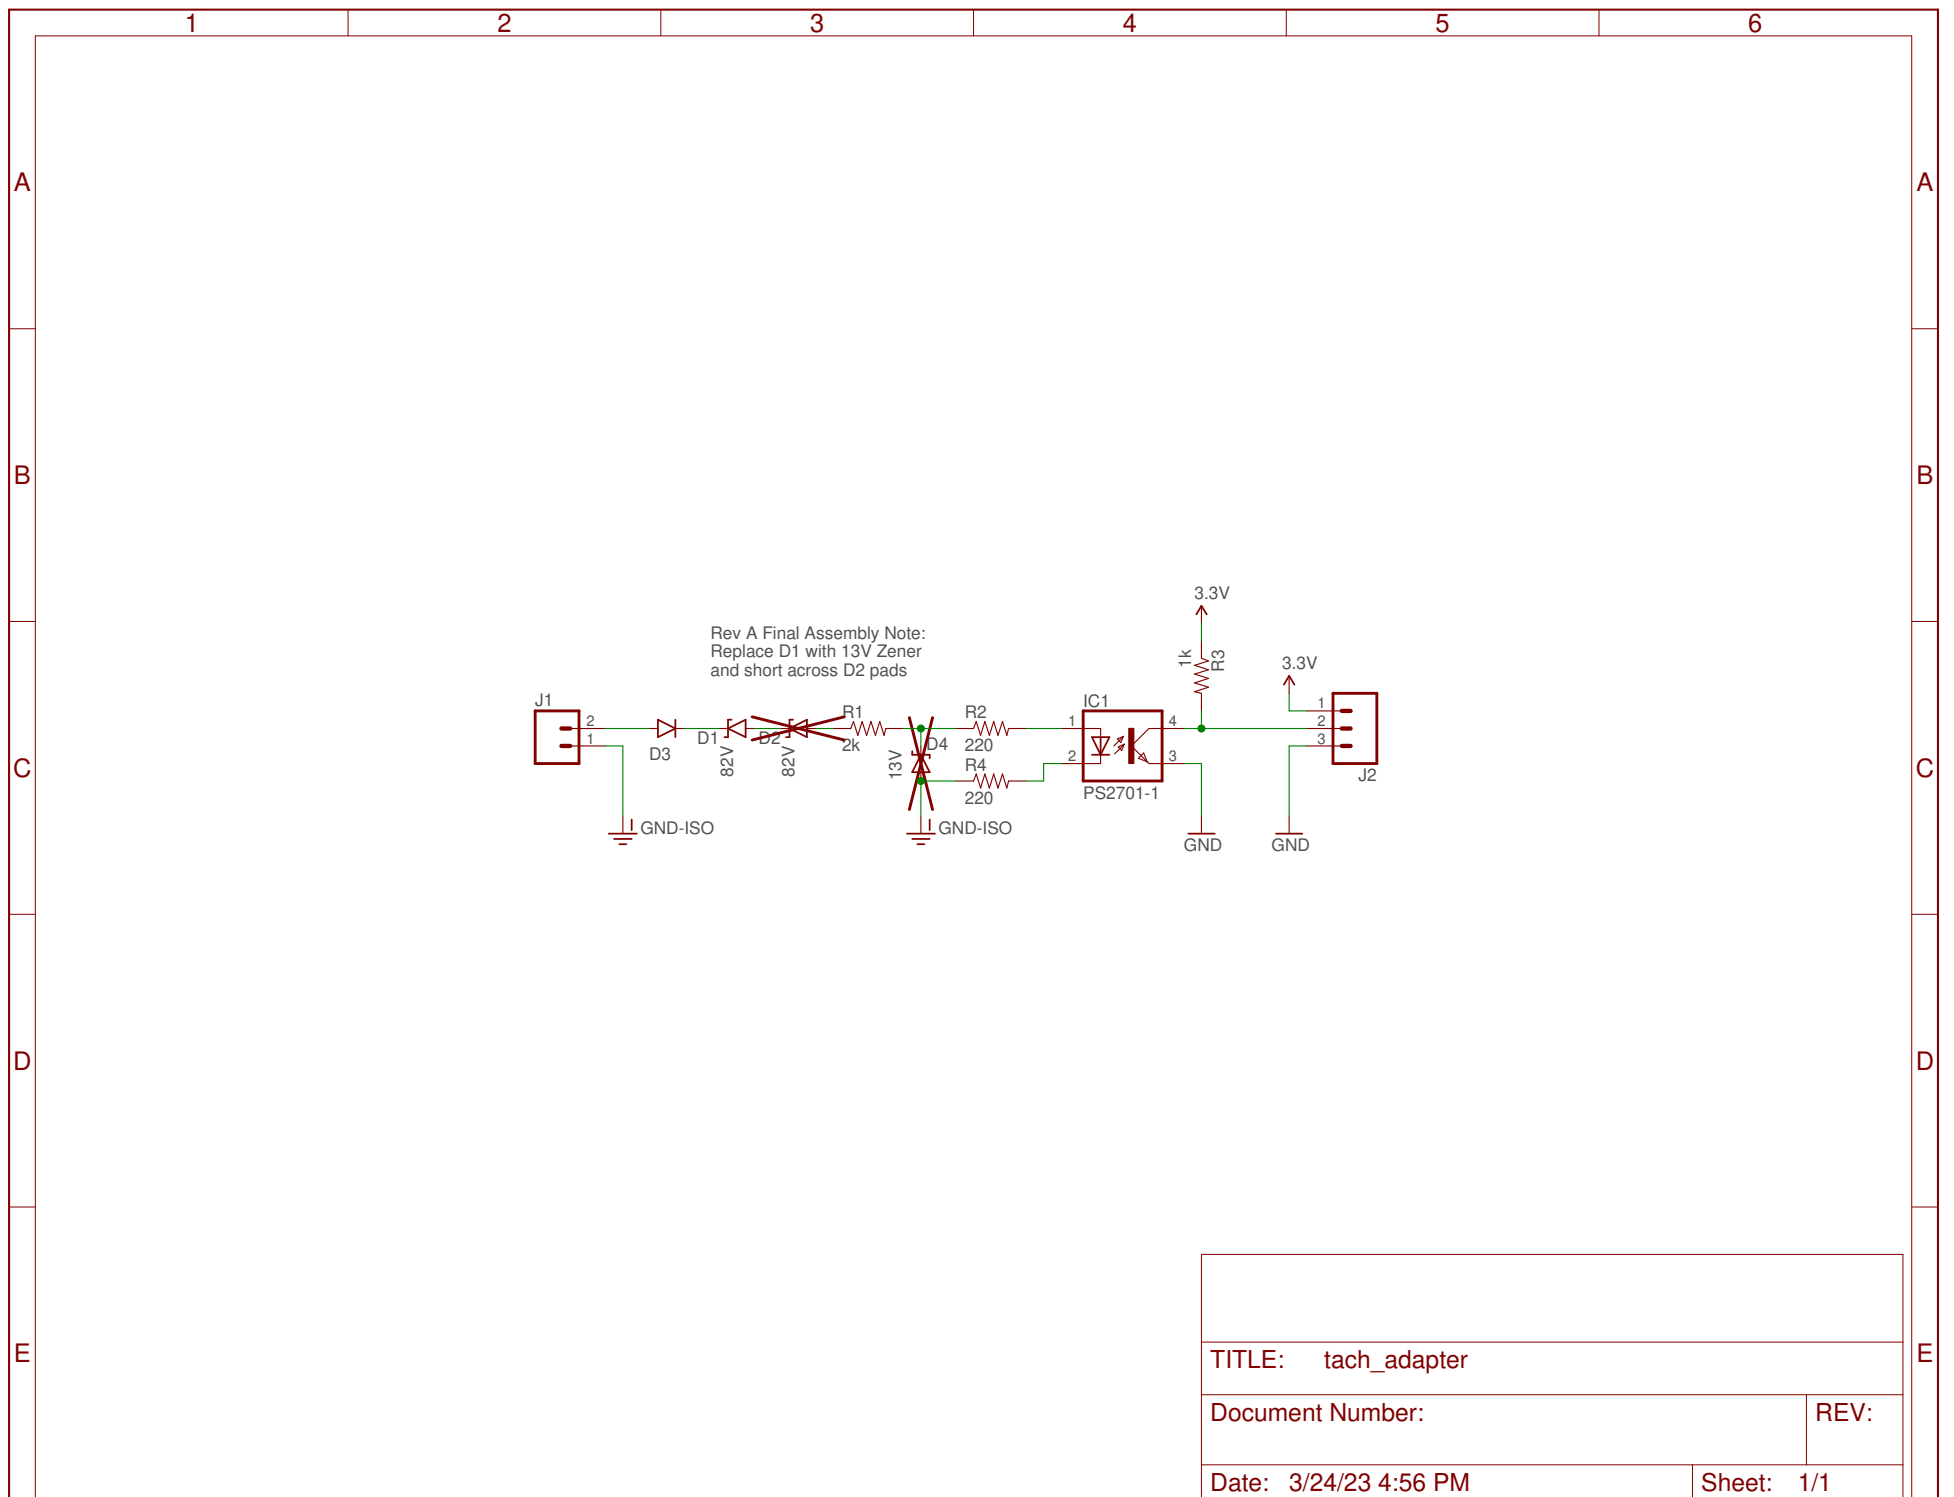 1 2 3 4 5 6
A A
B B
3.3V
Rev A Final Assembly Note:
Replace D1 with 13V Zener
and short across D2 pads
1k
R3
3.3V
J1
2
1
D3
D1
82V
D2
82V
R1
2k
13V
D4
R2
220
R4
220
IC1
1
2
4
3
PS2701-1
1
2
3
J2
C C
GND-ISO
GND-ISO
GND
GND
D D
E E
TITLE: tach_adapter
Document Number:
REV:
Date: 3/24/23 4:56 PM
Sheet: 1/1